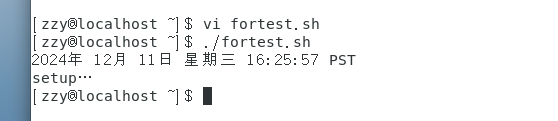 [zzy@localhost ~]$ vi fortest.sh
[zzy@localhost ~]$ ./fortest.sh
2024年 12月 11日 星期三 16:25:57 PST
setup…
[zzy@localhost ~]$